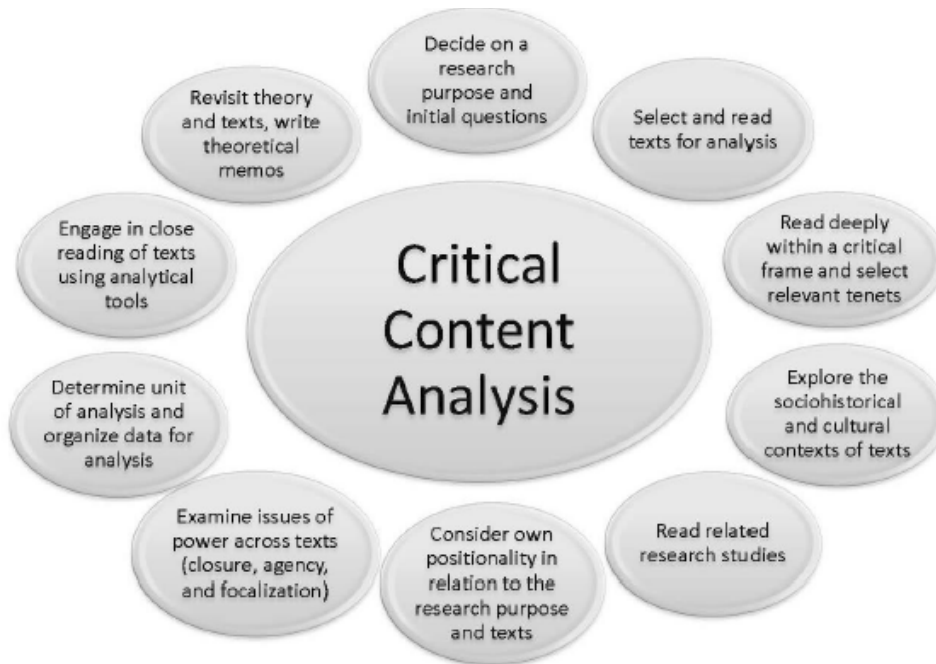 Decide on a
research
purpose and
initial questions
Select and read
texts for analysis
Read deeply
within a critical
frame and select
relevant tenets
Explore the
sociohistorical
and cultural
contexts of texts
Read related
research studies
Consider own
positionality in
relation to the
research purpose
and texts
Examine issues of
power across texts
(closure, agency,
and focalization)
Determine unit
of analysis and
organize data for
analysis
Engage in close
reading of texts
using analytical
tools
Revisit theory
and texts, write
theoretical
memos
Critical
Content
Analysis